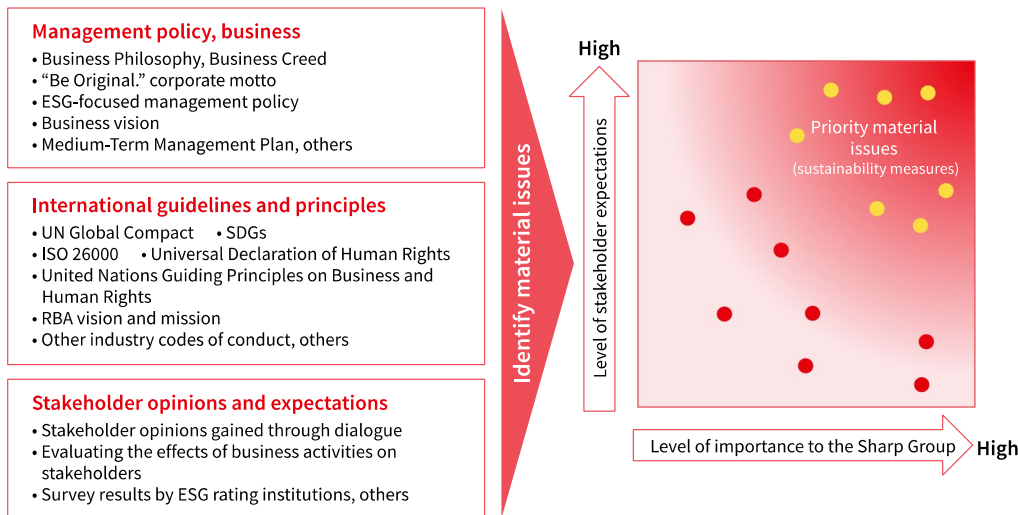 Management policy, business
• Business Philosophy, Business Creed
• “Be Original.” corporate motto
• ESG-focused management policy
• Business vision
• Medium-Term Management Plan, others
International guidelines and principles
• UN Global Compact • SDGs
• ISO 26000 • Universal Declaration of Human Rights
• United Nations Guiding Principles on Business and
Human Rights
• RBA vision and mission
• Other industry codes of conduct, others
Stakeholder opinions and expectations
• Stakeholder opinions gained through dialogue
• Evaluating the effects of business activities on
stakeholders
• Survey results by ESG rating institutions, others
Identify material issues
High
Level of stakeholder expectations
Priority material
issues
(sustainability measures)
Level of importance to the Sharp Group
High